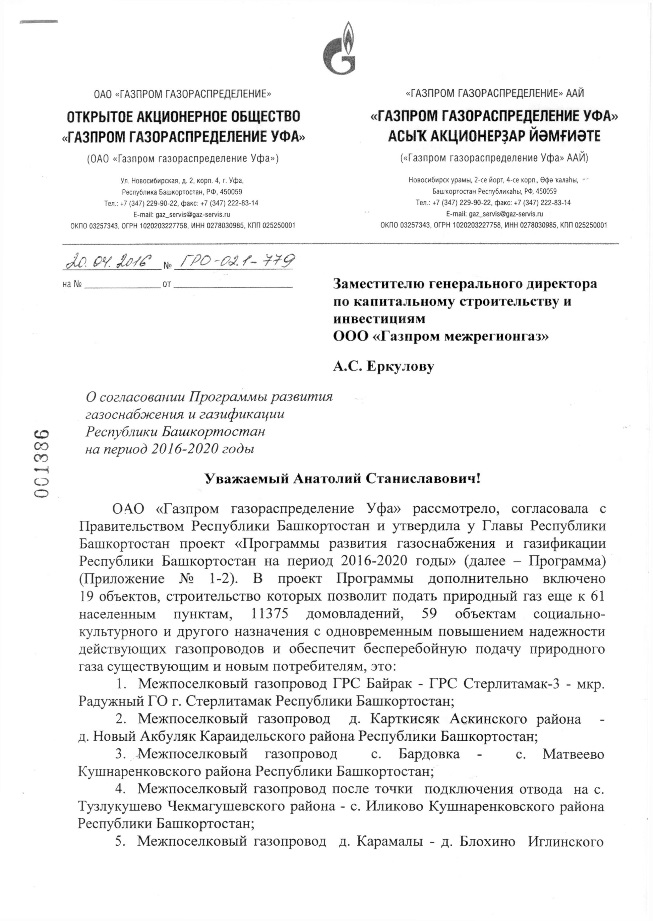 ОАО «ГАЗПРОМ ГАЗОРАСПРЕДЕЛЕНИЕ»
ОТКРЫТОЕ АКЦИОНЕРНОЕ ОБЩЕСТВО
«ГАЗПРОМ ГАЗОРАСПРЕДЕЛЕНИЕ УФА»
(ОАО «Газпром газораспределение Уфа»)
Ул. Новосибирская, д. 2, корп. 4, г. Уфа,
Республика Башкортостан, РФ, 450059
Тел.: +7 (347) 229-90-22, факс: +7 (347) 222-83-14
E-mail: gaz_servis@gaz-servis.ru
ОКПО 03257343, ОГРН 1020203227758, ИНН 0278030985, КПП 025250001
«ГАЗПРОМ ГАЗОРАСПРЕДЕЛЕНИЕ» ААЙ
«ГАЗПРОМ ГАЗОРАСПРЕДЕЛЕНИЕ УФА»
АСЫҠ АКЦИОНЕРҘАР ЙӘМҒИӘТЕ
(«Газпром газораспределение Уфа» ААЙ)
Новосибирск урамы, 2-се йорт, 4-се корп., Өфө ҡалаһы,
Башҡортостан Республикаһы, РФ, 450059
Тел.: +7 (347) 229-90-22, факс: +7 (347) 222-83-14
E-mail: gaz_servis@gaz-servis.ru
ОКПО 03257343, ОГРН 1020203227758, ИНН 0278030985, КПП 025250001
20.04.2016 № ГРО-02.1-779
на № от
Заместителю генерального директора
по капитальному строительству и
инвестициям
ООО «Газпром межрегионгаз»
А.С. Еркулову
О согласовании Программы развития
газоснабжения и газификации
Республики Башкортостан
на период 2016-2020 годы
001386
Уважаемый Анатолий Станиславович!
ОАО «Газпром газораспределение Уфа» рассмотрело, согласовала с
Правительством Республики Башкортостан и утвердила у Главы Республики
Башкортостан проект «Программы развития газоснабжения и газификации
Республики Башкортостан на период 2016-2020 годы» (далее – Программа)
(Приложение № 1-2). В проект Программы дополнительно включено
19 объектов, строительство которых позволит подать природный газ еще к 61
населенным пунктам, 11375 домовладений, 59 объектам социально-
культурного и другого назначения с одновременным повышением надежности
действующих газопроводов и обеспечит бесперебойную подачу природного
газа существующим и новым потребителям, это:
1. Межпоселковый газопровод ГРС Байрак - ГРС Стерлитамак-3 - мкр.
Радужный ГО г. Стерлитамак Республики Башкортостан;
2. Межпоселковый газопровод д. Карткисяк Аскинского района -
д. Новый Акбуляк Караидельского района Республики Башкортостан;
3. Межпоселковый газопровод с. Бардовка - с. Матвеево
Кушнаренковского района Республики Башкортостан;
4. Межпоселковый газопровод после точки подключения отвода на с.
Тузлукушево Чекмагушевского района - с. Иликово Кушнаренковского района
Республики Башкортостан;
5. Межпоселковый газопровод д. Карамалы - д. Блохино Иглинского